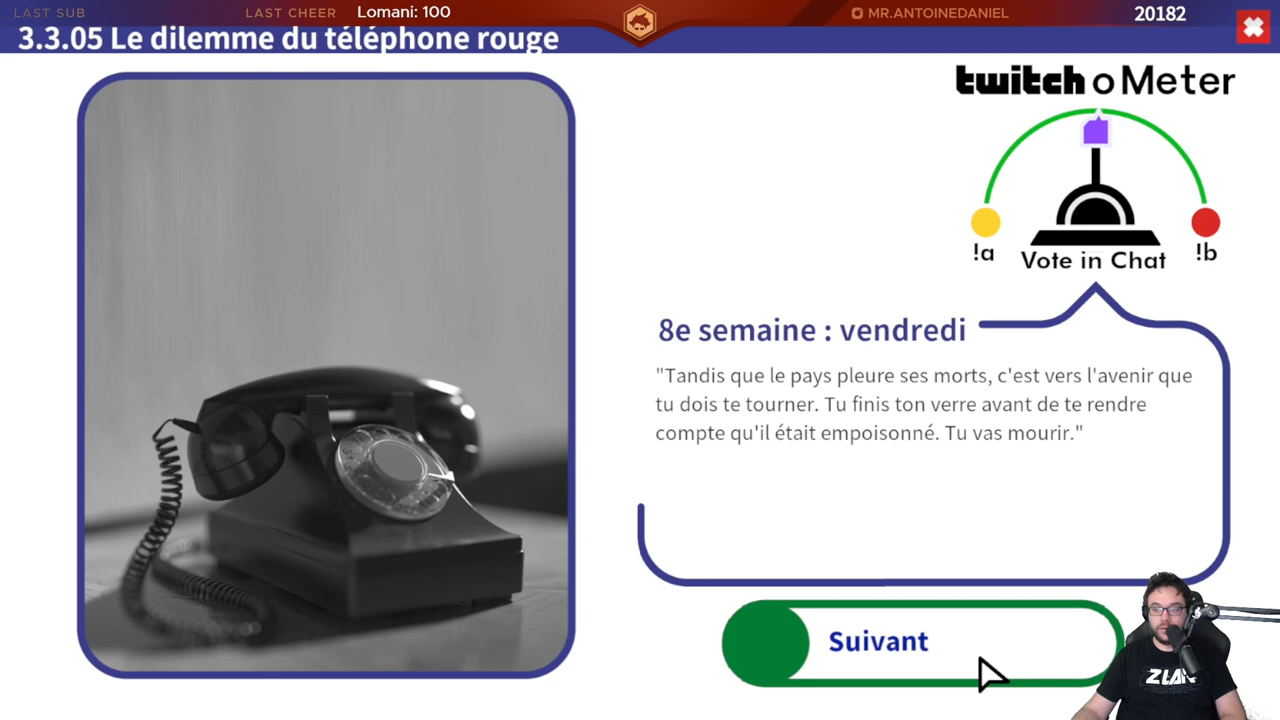 LAST SUB
LAST CHEER Lomani: 100
MR.ANTOINEDANIEL
20182
3.3.05 Le dilemme du téléphone rouge
twitch o Meter
!a
Vote in Chat
!b
8e semaine : vendredi
"Tandis que le pays pleure ses morts, c'est vers l'avenir que
tu dois te tourner. Tu finis ton verre avant de te rendre
compte qu'il était empoisonné. Tu vas mourir."
Suivant
ZLAN